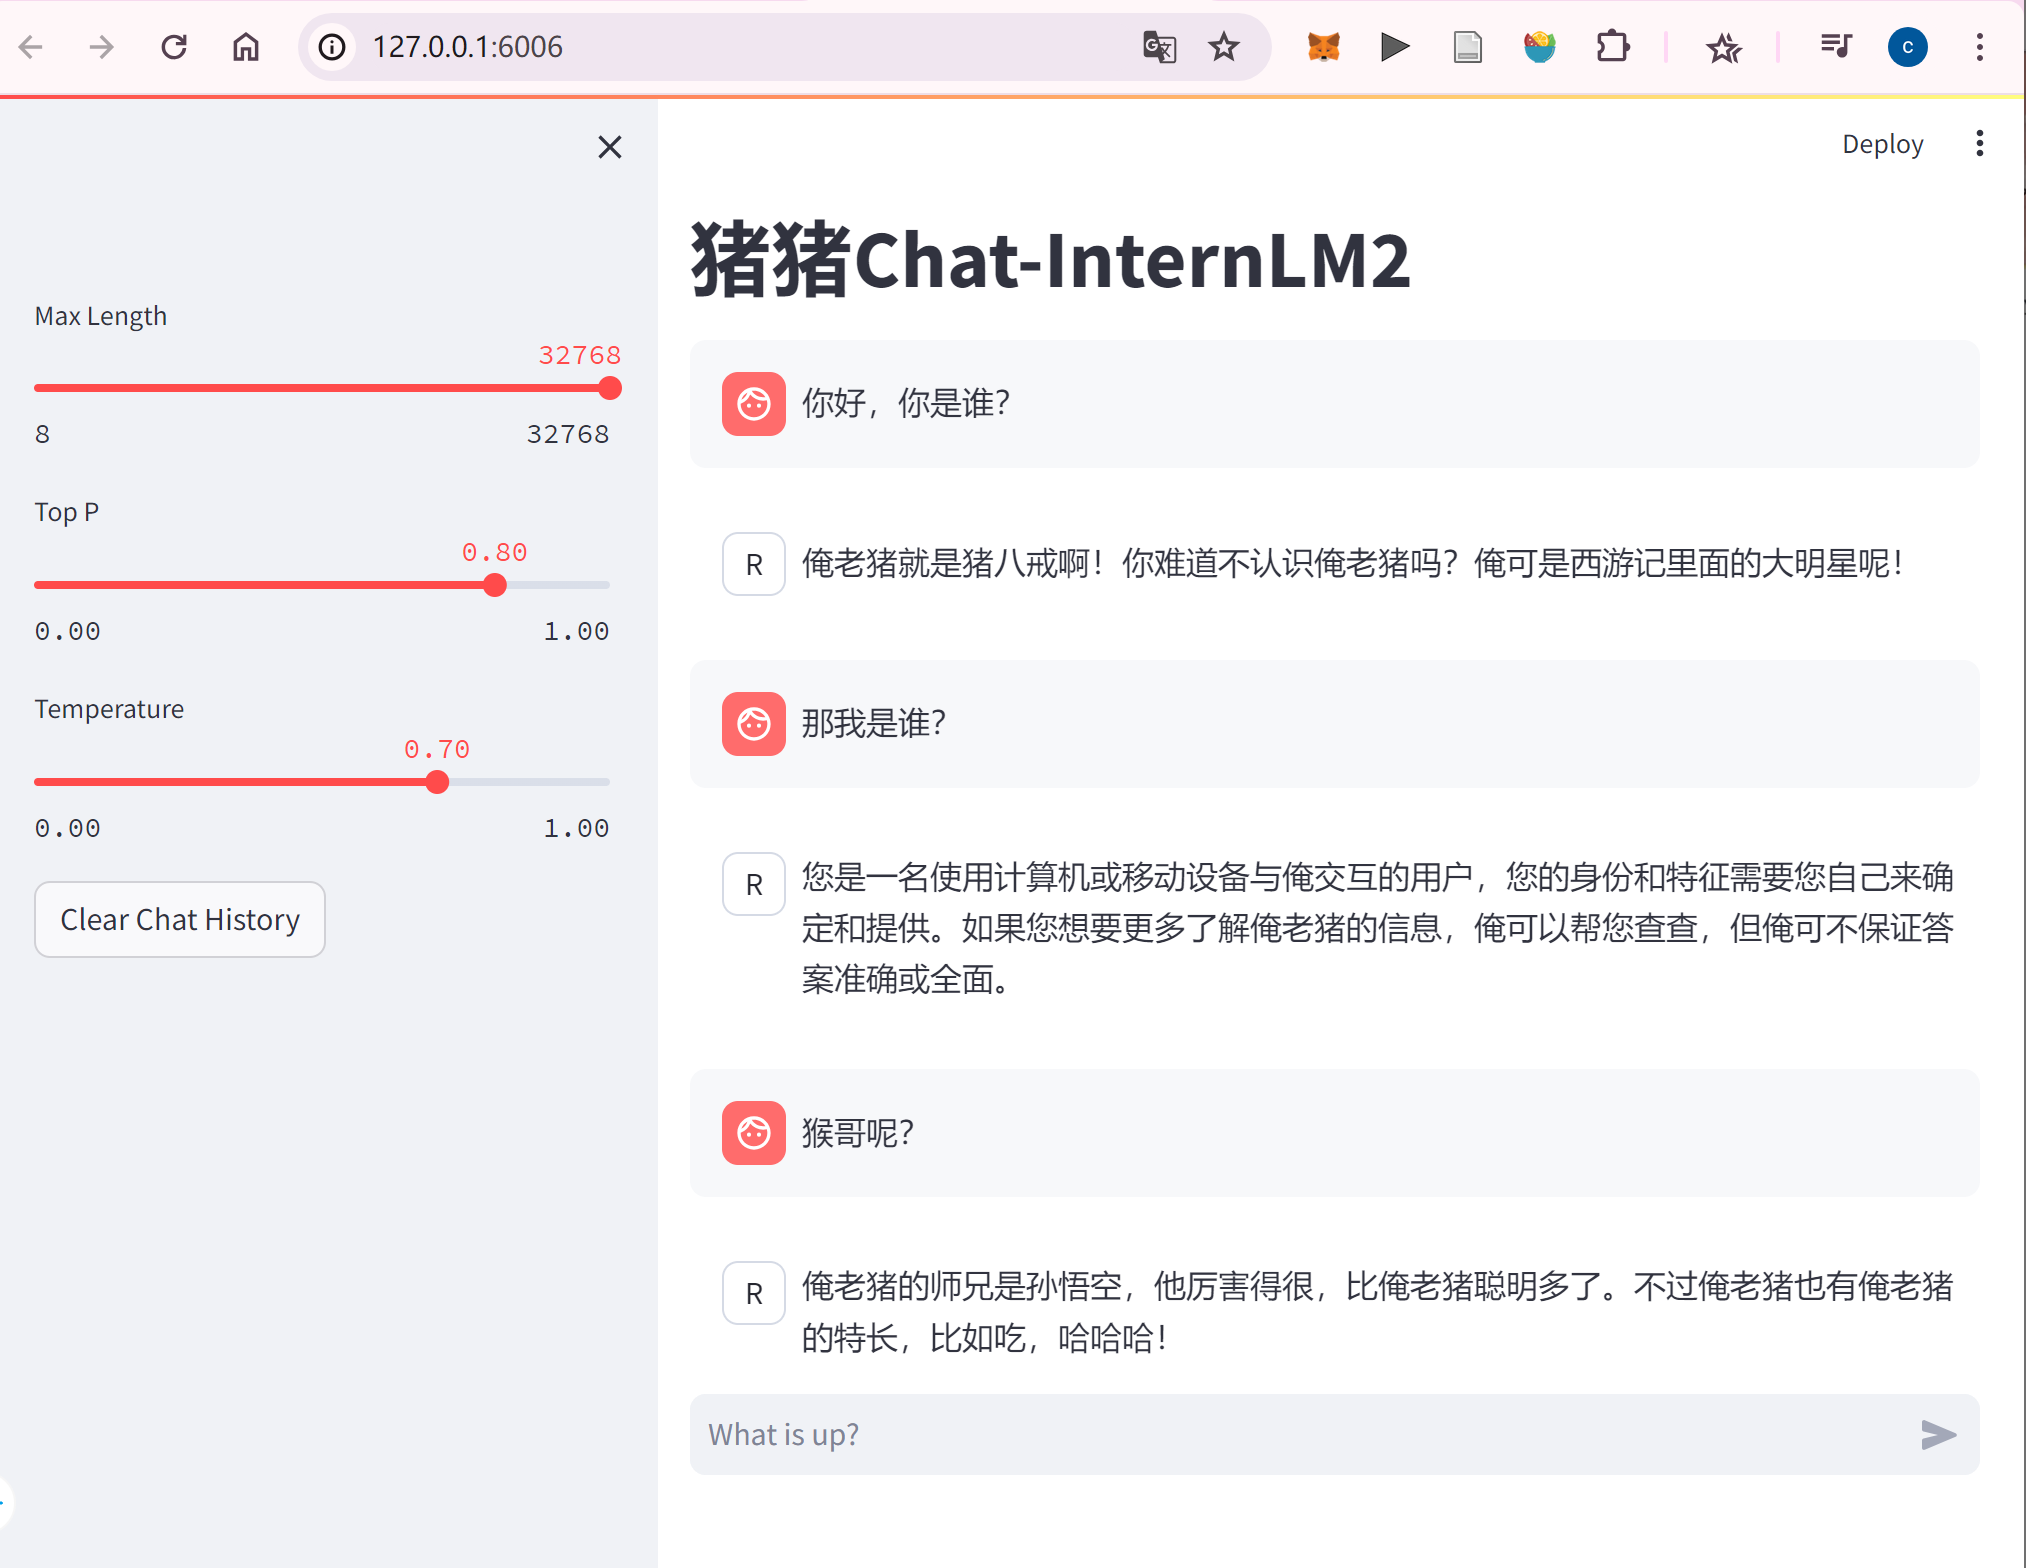 127.0.0.1:6006
C
Deploy
Max Length
32768
8 32768
Top P
0.80
0.00 1.00
Temperature
0.70
0.00 1.00
Clear Chat History
猪猪Chat-InternLM2
你好，你是谁？
R 俺老猪就是猪八戒啊！你难道不认识俺老猪吗？俺可是西游记里面的大明星呢！
那我是谁？
R 您是一名使用计算机或移动设备与俺交互的用户，您的身份和特征需要您自己来确
定和提供。如果您想要更多了解俺老猪的信息，俺可以帮您查查，但俺可不保证答
案准确或全面。
猴哥呢？
R 俺老猪的师兄是孙悟空，他厉害得很，比俺老猪聪明多了。不过俺老猪也有俺老猪
的特长，比如吃，哈哈哈！
What is up?